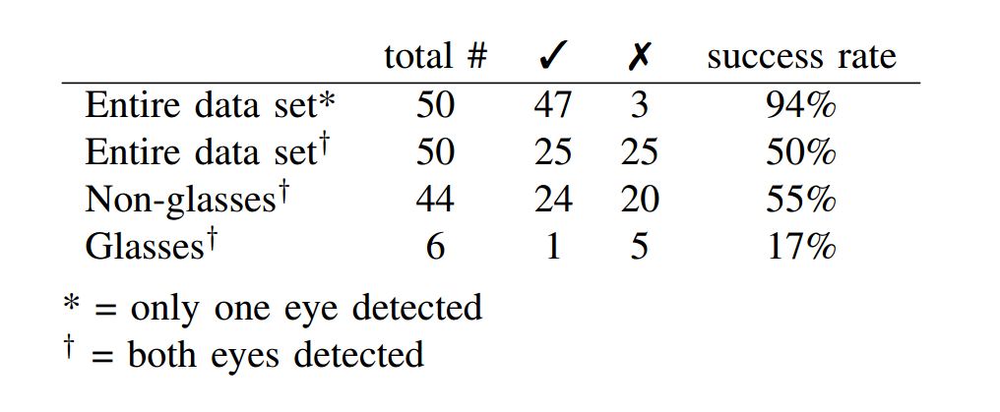 total # ✓ ✗ success rate
Entire data set* 50 47 3 94%
Entire data set† 50 25 25 50%
Non-glasses† 44 24 20 55%
Glasses† 6 1 5 17%
* = only one eye detected
† = both eyes detected